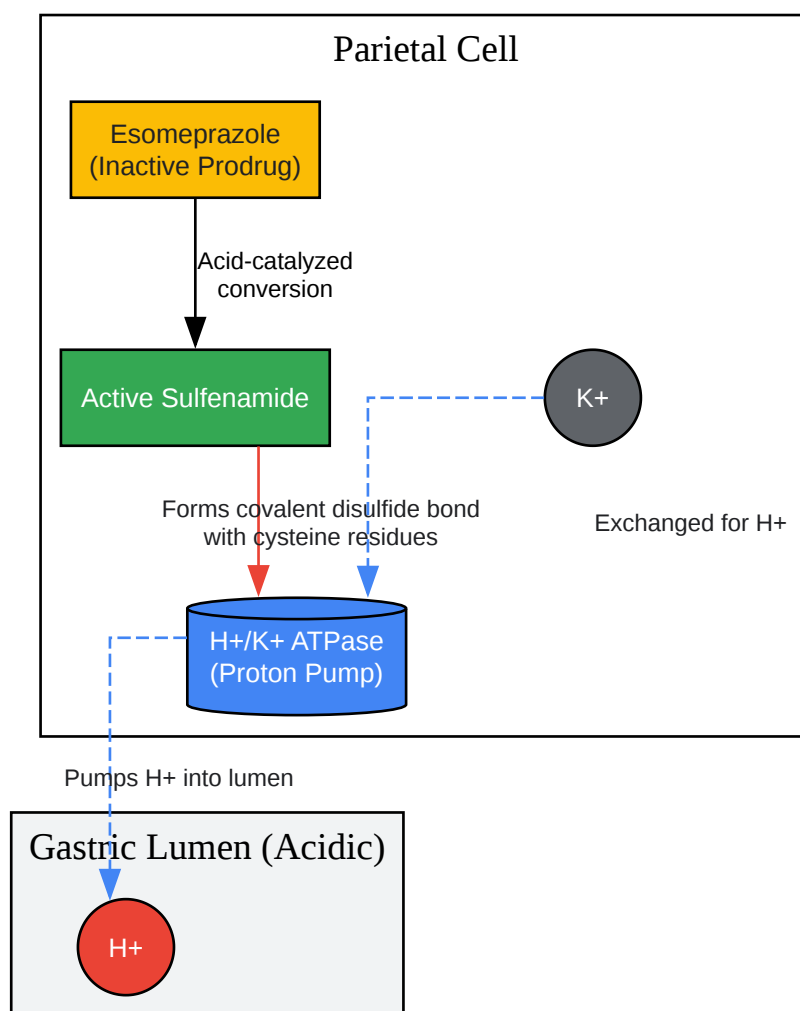 Parietal Cell
Esomeprazole
(Inactive Prodrug)
Acid-catalyzed
conversion
Active Sulfenamide
K+
Forms covalent disulfide bond
with cysteine residues
Exchanged for H+
H+/K+ ATPase
(Proton Pump)
Pumps H+ into lumen
Gastric Lumen (Acidic)
H+